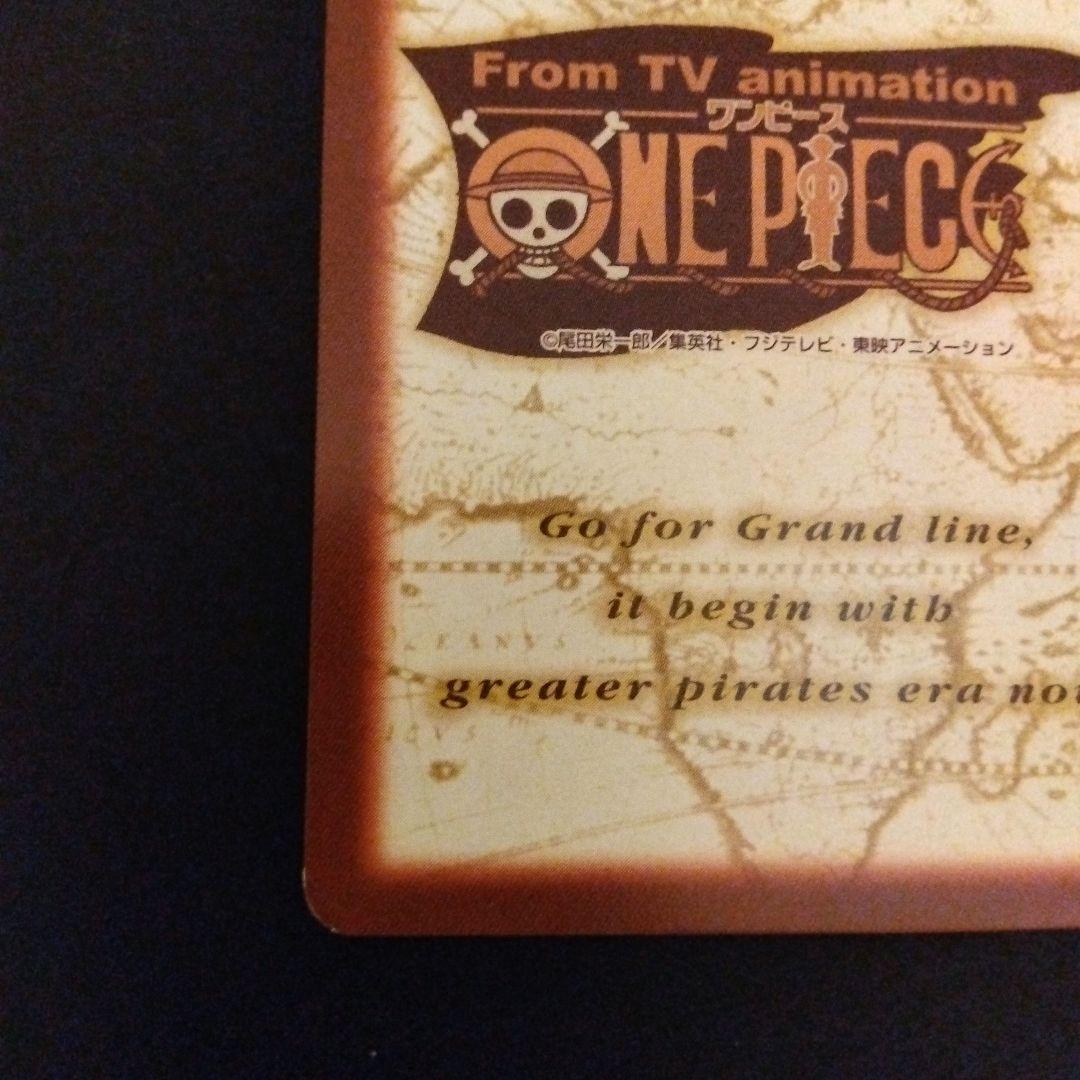 From TV animation
ワンピース
ONE PIECE
©尾田栄一郎/集英社・フジテレビ・東映アニメーション
Go for Grand line,
it begin with
greater pirates era